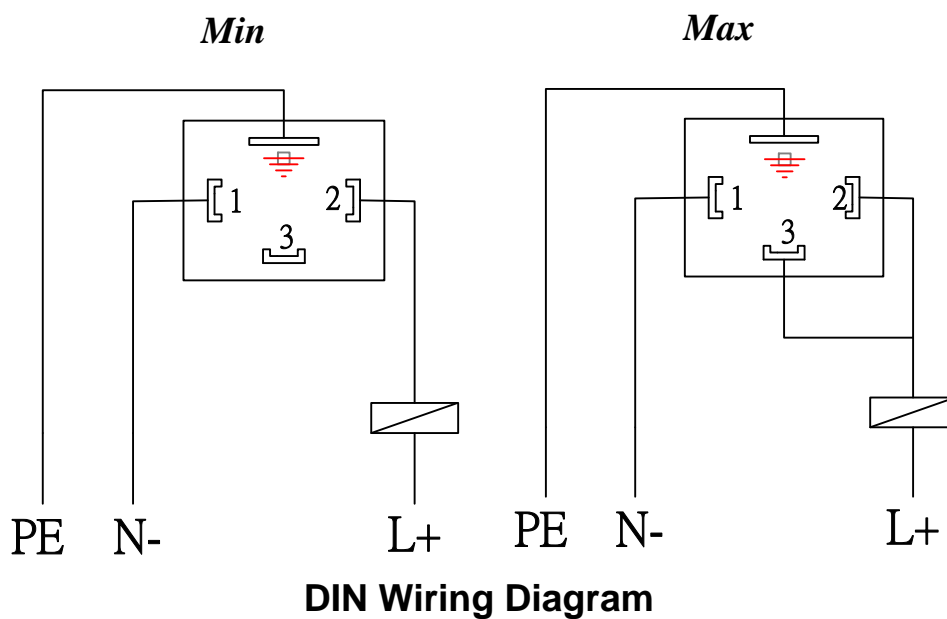 Min
Max
1 2
3
1 2
3
PE N- L+
PE N- L+
DIN Wiring Diagram